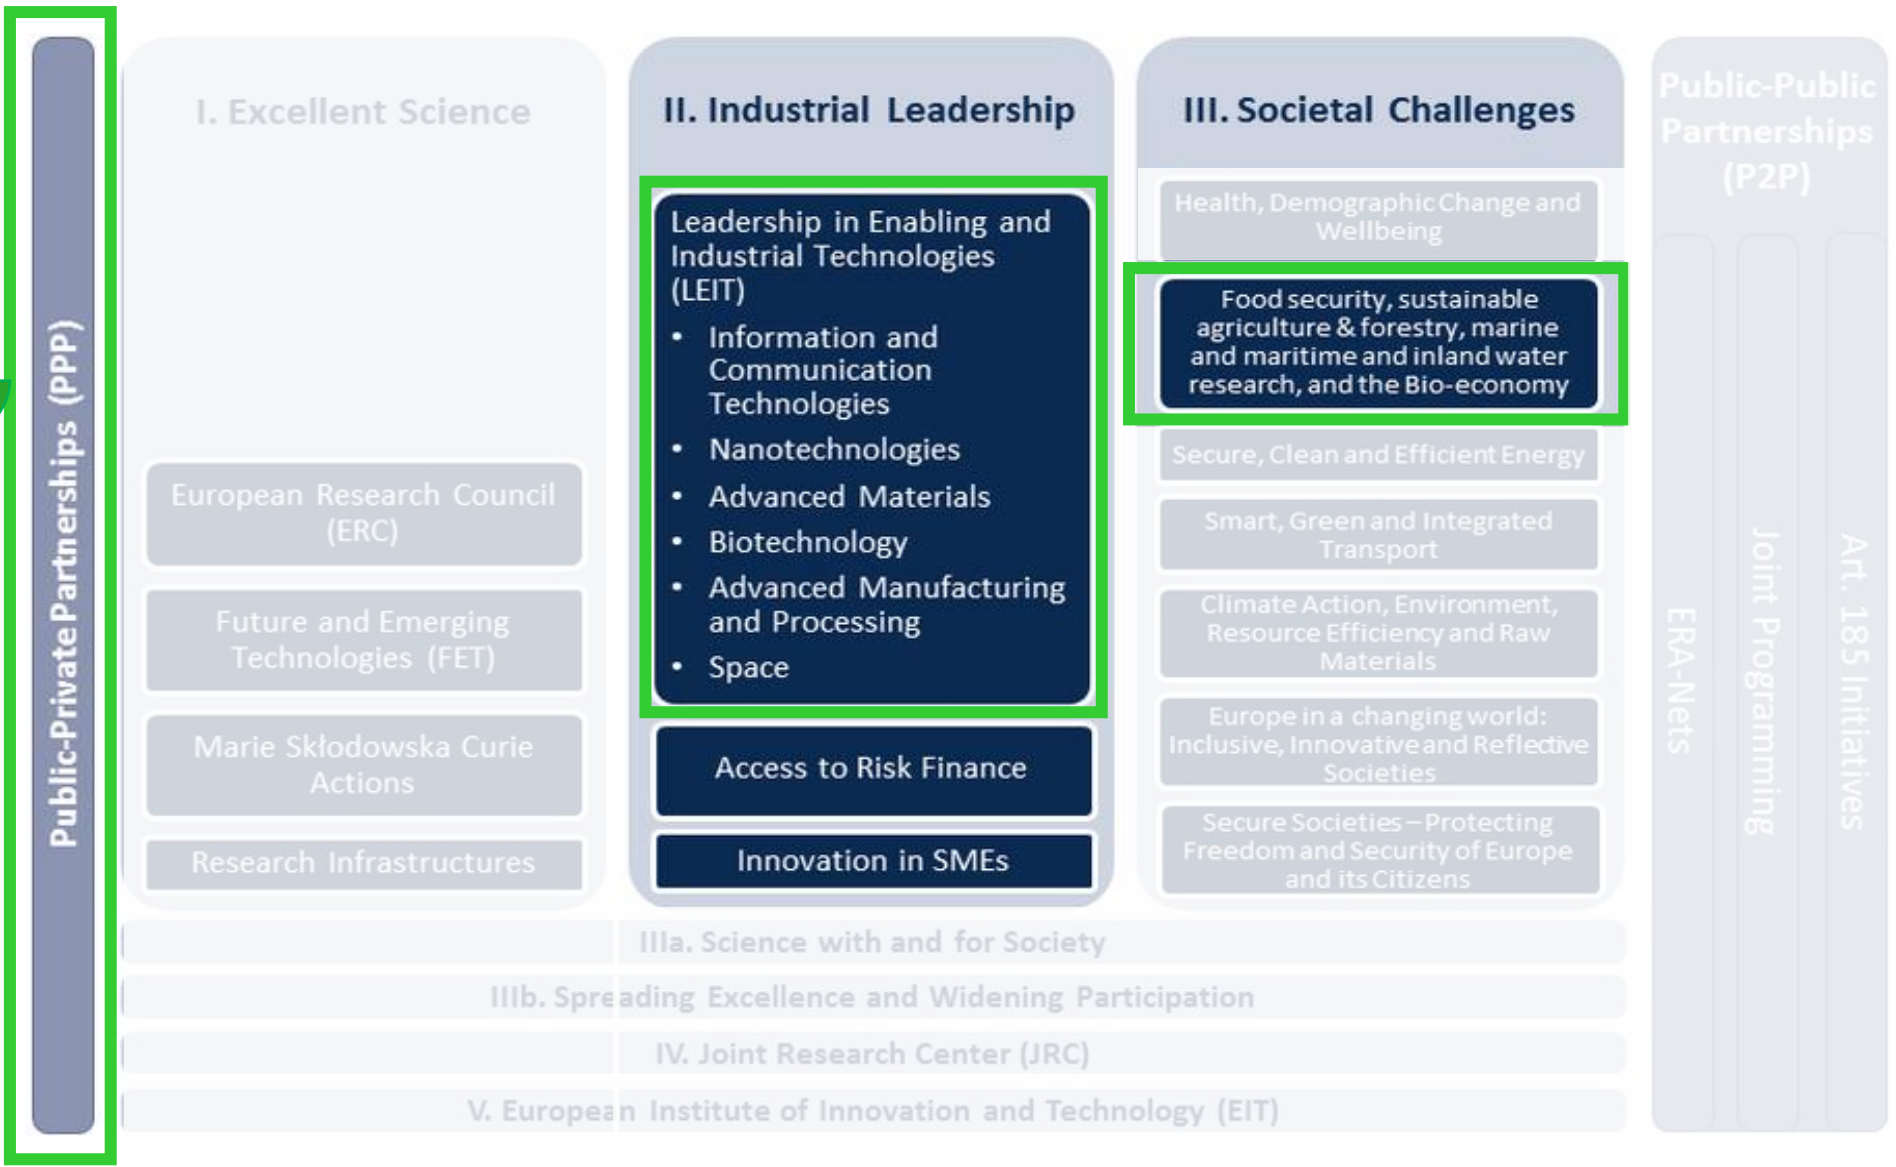 Public-Private Partnerships (PPP)
I. Excellent Science
European Research Council
(ERC)
Future and Emerging
Technologies (FET)
Marie Skłodowska Curie
Actions
Research Infrastructures
II. Industrial Leadership
Leadership in Enabling and
Industrial Technologies
(LEIT)
• Information and
Communication
Technologies
• Nanotechnologies
• Advanced Materials
• Biotechnology
• Advanced Manufacturing
and Processing
• Space
Access to Risk Finance
Innovation in SMEs
III. Societal Challenges
Health, Demographic Change and
Wellbeing
Food security, sustainable
agriculture & forestry, marine
and maritime and inland water
research, and the Bio-economy
Secure, Clean and Efficient Energy
Smart, Green and Integrated
Transport
Climate Action, Environment,
Resource Efficiency and Raw
Materials
Europe in a changing world:
Inclusive, Innovative and Reflective
Societies
Secure Societies – Protecting
Freedom and Security of Europe
and its Citizens
Public-Public
Partnerships
(P2P)
ERA-Nets
Joint Programming
Art. 185 Initiatives
IIIa. Science with and for Society
IIIb. Spreading Excellence and Widening Participation
IV. Joint Research Center (JRC)
V. European Institute of Innovation and Technology (EIT)